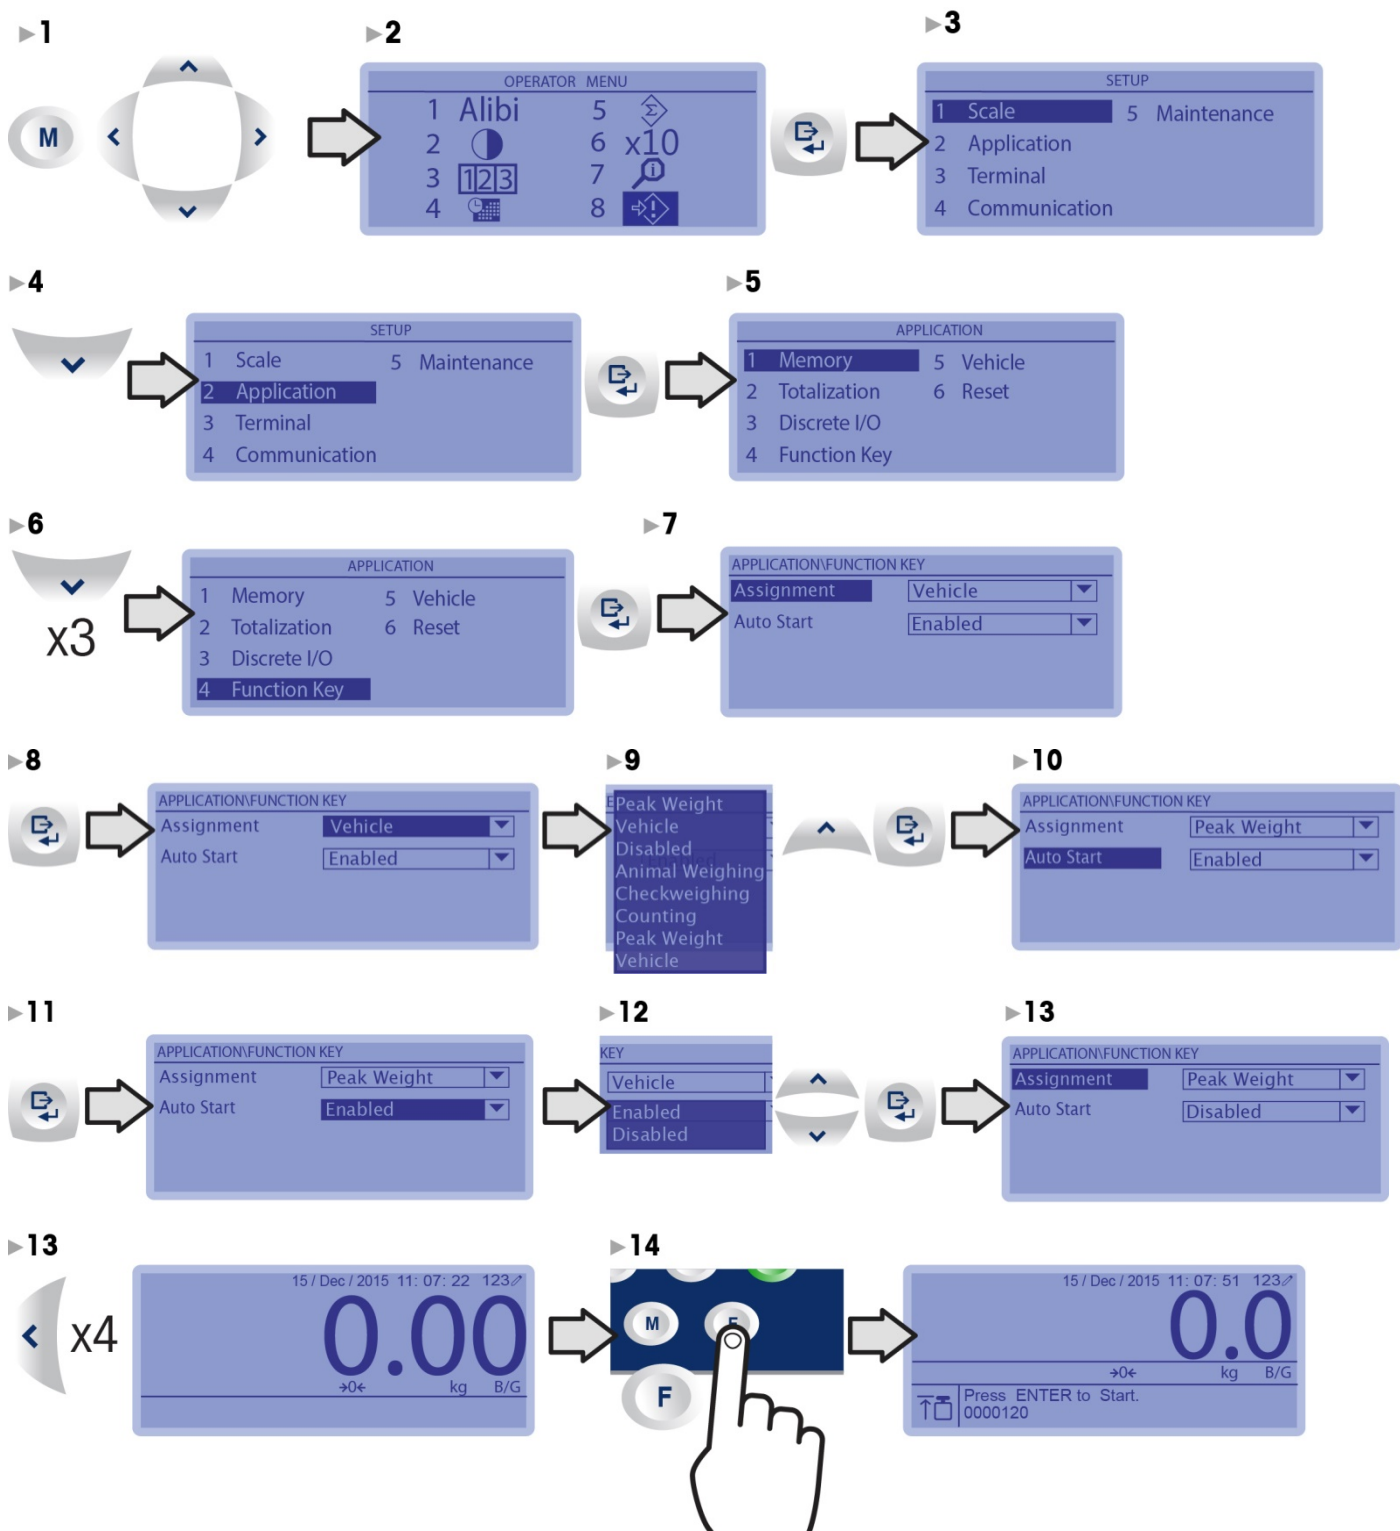 1
M
2
OPERATOR MENU
1 Alibi 5 Σ
2 6 x10
3 123 7 i
4 8 !
3
SETUP
1 Scale 5 Maintenance
2 Application
3 Terminal
4 Communication
4
SETUP
1 Scale 5 Maintenance
2 Application
3 Terminal
4 Communication
5
APPLICATION
1 Memory 5 Vehicle
2 Totalization 6 Reset
3 Discrete I/O
4 Function Key
6
x3
APPLICATION
1 Memory 5 Vehicle
2 Totalization 6 Reset
3 Discrete I/O
4 Function Key
7
APPLICATION\FUNCTION KEY
Assignment Vehicle
Auto Start Enabled
8
APPLICATION\FUNCTION KEY
Assignment Vehicle
Auto Start Enabled
9
Peak Weight
Vehicle
Disabled
Animal Weighing
Checkweighing
Counting
Peak Weight
Vehicle
10
APPLICATION\FUNCTION KEY
Assignment Peak Weight
Auto Start Enabled
11
APPLICATION\FUNCTION KEY
Assignment Peak Weight
Auto Start Enabled
12
KEY
Vehicle
Enabled
Disabled
13
APPLICATION\FUNCTION KEY
Assignment Peak Weight
Auto Start Disabled
13
x4
15 / Dec / 2015 11: 07: 22 123
0.00
→0← kg B/G
14
M F
F
15 / Dec / 2015 11: 07: 51 123
0.0
→0← kg B/G
Press ENTER to Start.
0000120